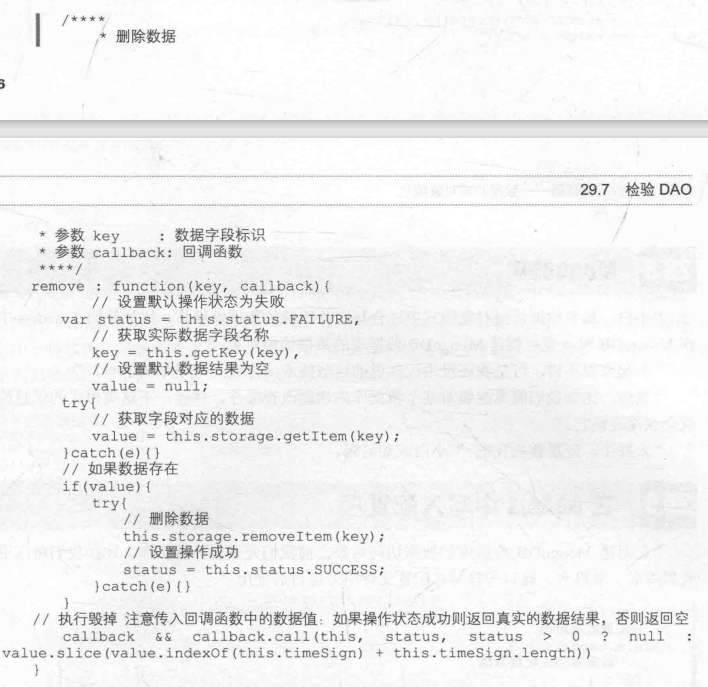 /****
* 删除数据
6
29.7 检验 DAO
* 参数 key : 数据字段标识
* 参数 callback: 回调函数
****/
remove : function(key, callback){
// 设置默认操作状态为失败
var status = this.status.FAILURE,
// 获取实际数据字段名称
key = this.getKey(key),
// 设置默认数据结果为空
value = null;
try{
// 获取字段对应的数据
value = this.storage.getItem(key);
}catch(e){}
// 如果数据存在
if(value){
try{
// 删除数据
this.storage.removeItem(key);
// 设置操作成功
status = this.status.SUCCESS;
}catch(e){}
}
// 执行毁掉 注意传入回调函数中的数据值：如果操作状态成功则返回真实的数据结果，否则返回空
callback && callback.call(this, status, status > 0 ? null :
value.slice(value.indexOf(this.timeSign) + this.timeSign.length))
}